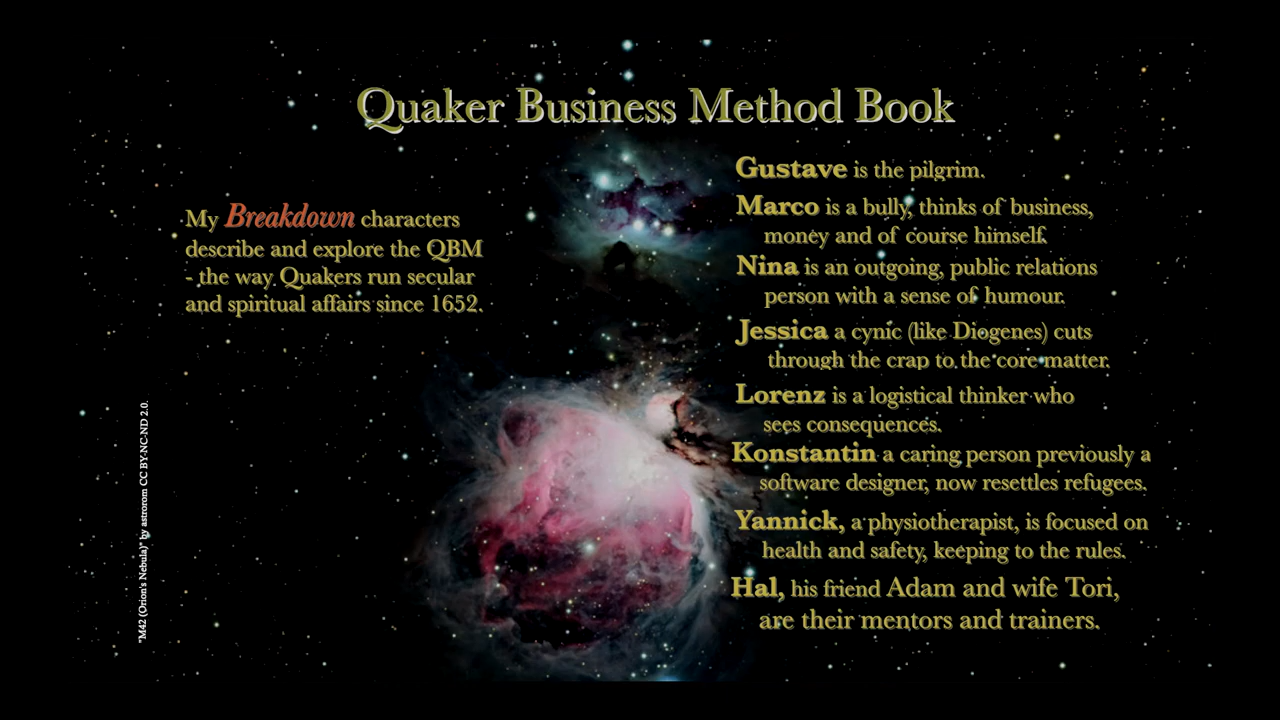 Quaker Business Method Book
My Breakdown characters
describe and explore the QBM
- the way Quakers run secular
and spiritual affairs since 1652.
Gustave is the pilgrim.
Marco is a bully, thinks of business,
money and of course himself.
Nina is an outgoing, public relations
person with a sense of humour.
Jessica a cynic (like Diogenes) cuts
through the crap to the core matter.
Lorenz is a logistical thinker who
sees consequences.
Konstantin a caring person previously a
software designer, now resettles refugees.
Yannick, a physiotherapist, is focused on
health and safety, keeping to the rules.
Hal, his friend Adam and wife Tori,
are their mentors and trainers.
"M42 (Orion's Nebula)" by astrorom CC BY-NC-ND 2.0.